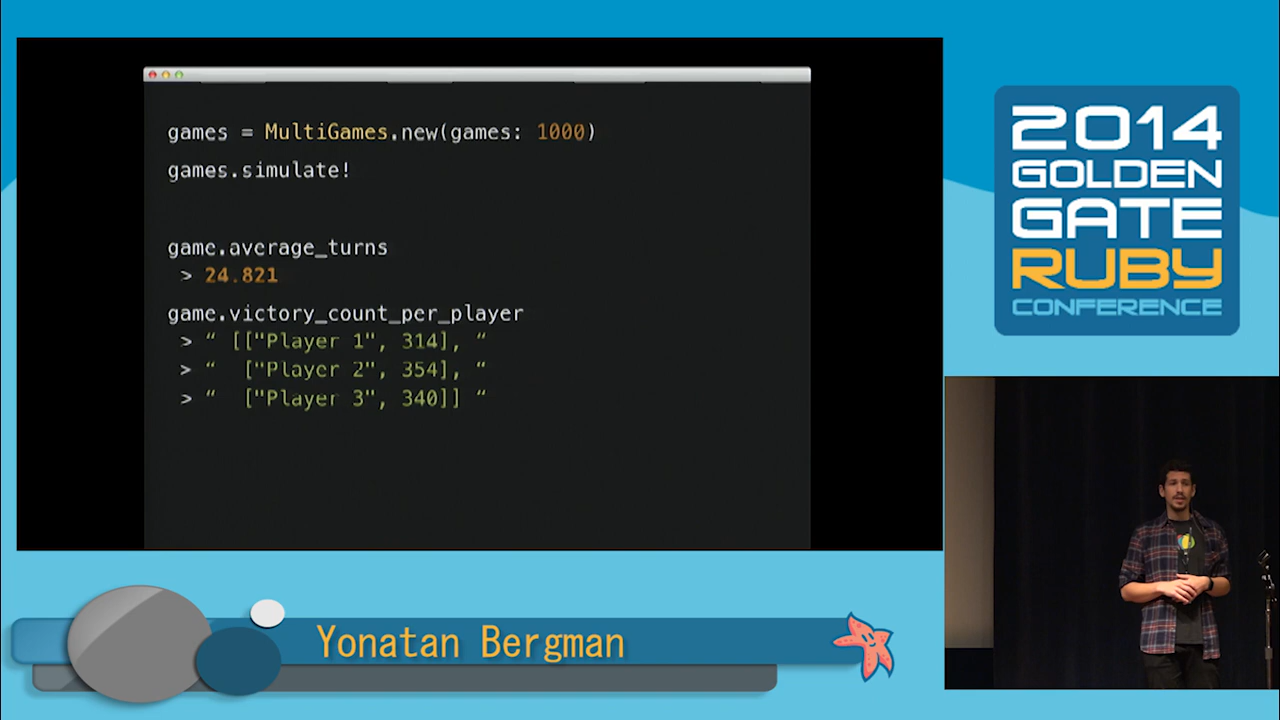 games = MultiGames.new(games: 1000)
games.simulate!
game.average_turns
> 24.821
game.victory_count_per_player
> “ [["Player 1", 314], “
> “ ["Player 2", 354], “
> “ ["Player 3", 340]] “
2014
GOLDEN
GATE
RUBY
CONFERENCE
Yonatan Bergman